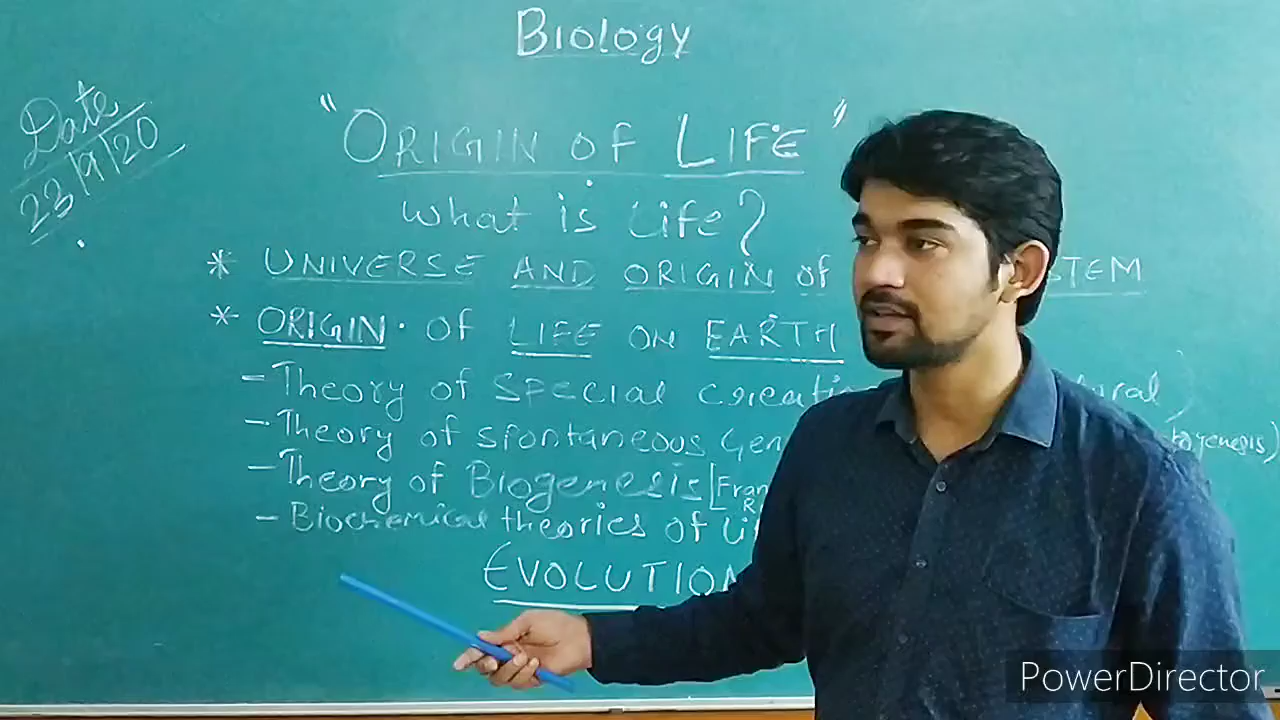 Biology
Date
23/9/20
"ORIGIN OF LIFE"
What is Life?
* UNIVERSE AND ORIGIN of
* ORIGIN. OF LIFE ON EARTH
- Theory of special
- Theory of spontaneous
- Theory of Biogenesis
- Biochemical theories of
EVOLUTION
PowerDirector